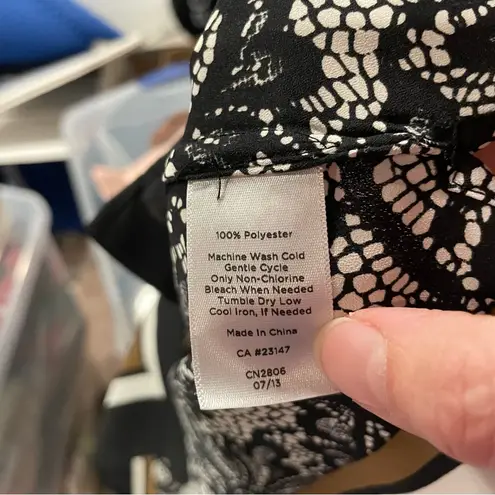 100% Polyester
Machine Wash Cold
Gentle Cycle
Only Non-Chlorine
Bleach When Needed
Tumble Dry Low
Cool Iron, If Needed
Made in China
CA #23147
CN2806
07/13